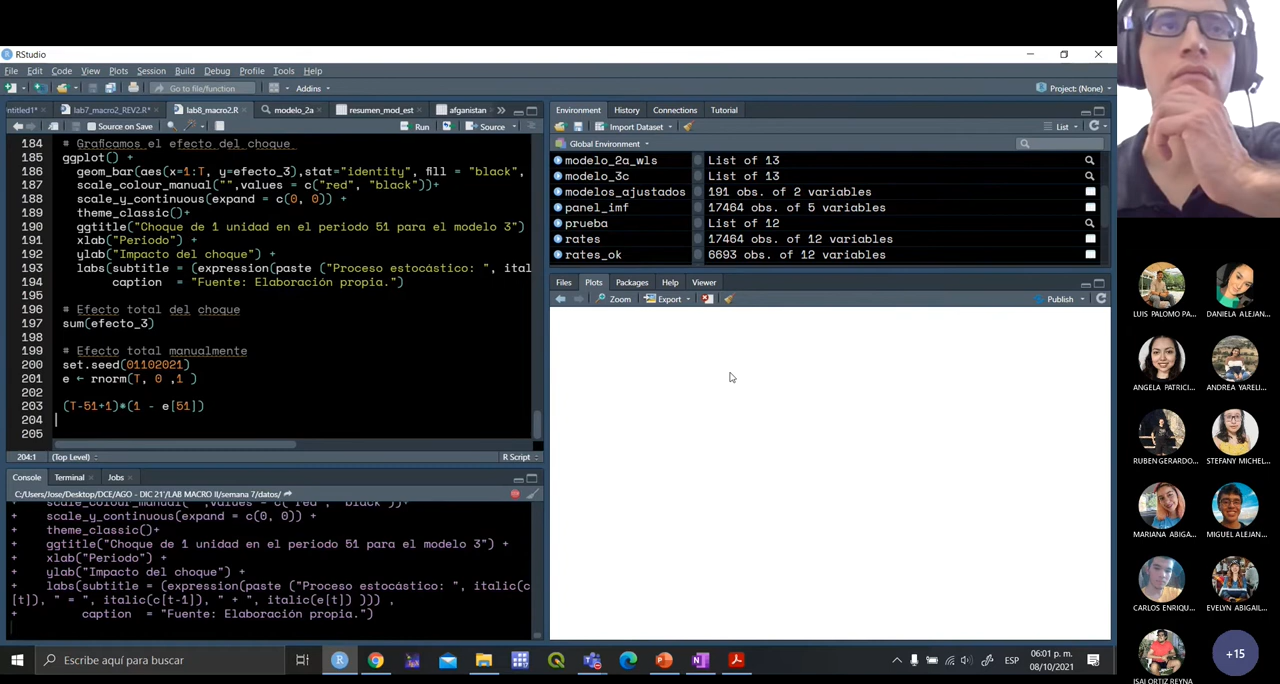 RStudio
File Edit Code View Plots Session Build Debug Profile Tools Help
Go to file/function Addins Project: (None)
ntitled1* lab7_macro2_REV2.R* lab8_macro2.R modelo_2a resumen_mod_est afganistan
Source on Save Run Source
184 # Graficamos el efecto del choque
185 ggplot() +
186 geom_bar(aes(x=1:T, y=efecto_3),stat="identity", fill = "black",
187 scale_colour_manual("",values = c("red", "black"))+
188 scale_y_continuous(expand = c(0, 0)) +
189 theme_classic()+
190 ggtitle("Choque de 1 unidad en el periodo 51 para el modelo 3")
191 xlab("Periodo") +
192 ylab("Impacto del choque") +
193 labs(subtitle = (expression(paste ("Proceso estocástico: ", ital
194 caption = "Fuente: Elaboración propia.")
195
196 # Efecto total del choque
197 sum(efecto_3)
198
199 # Efecto total manualmente
200 set.seed(01102021)
201 e ← rnorm(T, 0 ,1 )
202
203 (T-51+1)*(1 - e[51])
204
205
204:1 (Top Level) R Script
Console Terminal Jobs
C:/Users/Jose/Desktop/DCE/AGO - DIC 21'/LAB MACRO II/semana 7/datos/
+ scale_colour_manual("",values = c("red", "black"))+
+ scale_y_continuous(expand = c(0, 0)) +
+ theme_classic()+
+ ggtitle("Choque de 1 unidad en el periodo 51 para el modelo 3") +
+ xlab("Periodo") +
+ ylab("Impacto del choque") +
+ labs(subtitle = (expression(paste ("Proceso estocástico: ", italic(c
[t]), " = ", italic(c[t-1]), " + ", italic(e[t]) ))) ,
+ caption = "Fuente: Elaboración propia.")
Environment History Connections Tutorial
Import Dataset List
Global Environment
modelo_2a_wls List of 13
modelo_3c List of 13
modelos_ajustados 191 obs. of 2 variables
panel_imf 17464 obs. of 5 variables
prueba List of 12
rates 17464 obs. of 12 variables
rates_ok 6693 obs. of 12 variables
Files Plots Packages Help Viewer
Zoom Export Publish
LUIS PALOMO PA...
DANIELA ALEJAN...
ANGELA PATRICI...
ANDREA YARELI...
RUBEN GERARDO...
STEFANY MICHEL...
MARIANA ABIGA...
MIGUEL ALEJAN...
CARLOS ENRIQU...
EVELYN ABIGAIL...
ISAI ORTIZ REYNA
+15
Escribe aquí para buscar
ESP
06:01 p. m.
08/10/2021